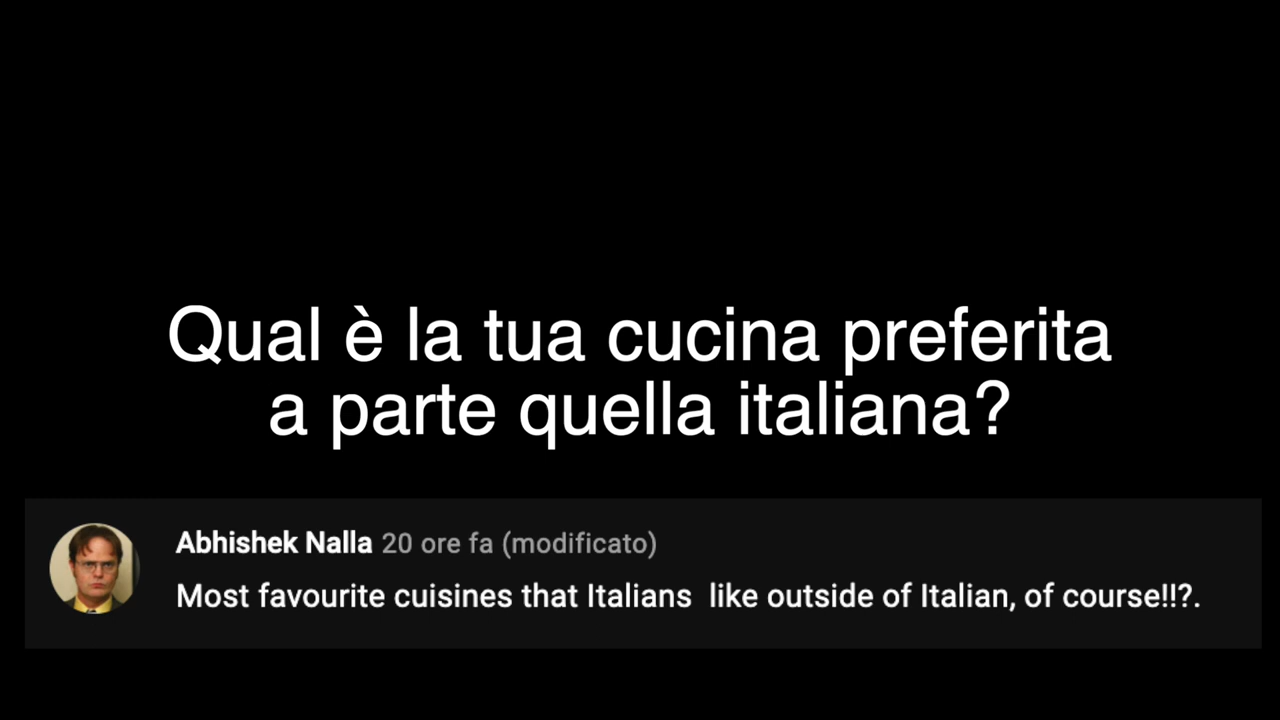 Qual è la tua cucina preferita
a parte quella italiana?
Abhishek Nalla 20 ore fa (modificato)
Most favourite cuisines that Italians  like outside of Italian, of course!!?.